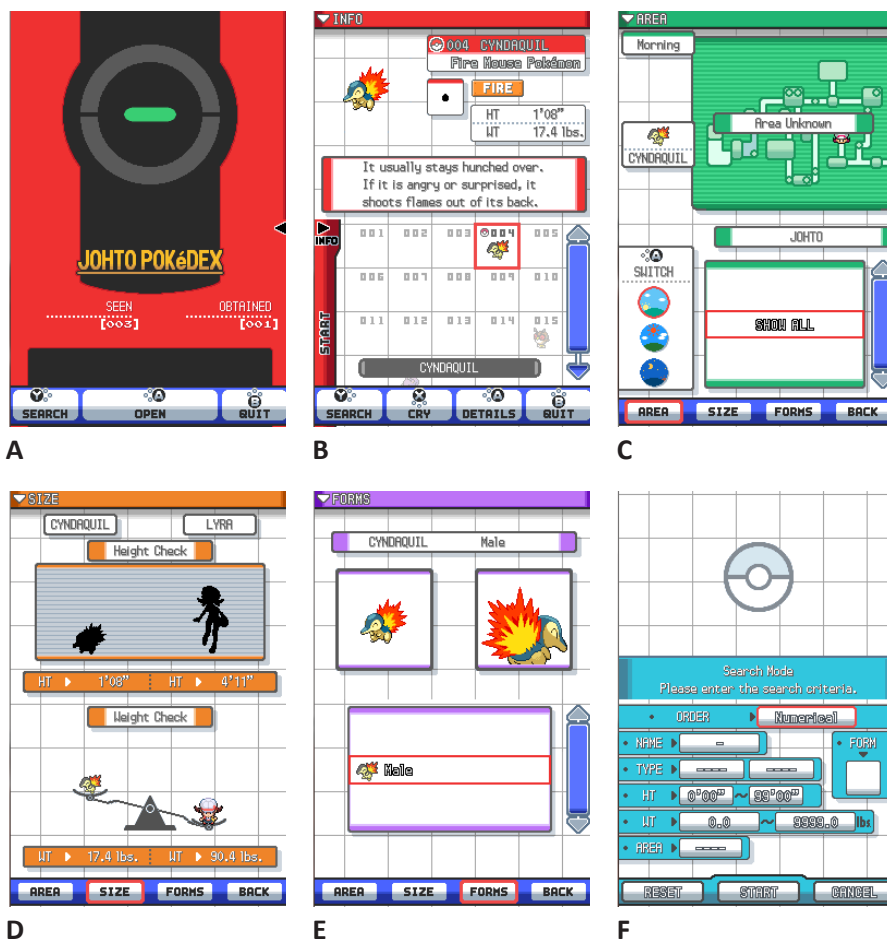 JOHTO POKéDEX
SEEN
[003]
OBTAINED
[001]
Y A B
SEARCH OPEN QUIT
A
INFO
004 CYNDAQUIL
Fire Mouse Pokémon
FIRE
HT 1'08"
WT 17.4 lbs.
It usually stays hunched over.
If it is angry or surprised, it
shoots flames out of its back.
INFO
START
001 002 003 004 005
006 007 008 009 010
011 012 013 014 015
CYNDAQUIL
Y X A B
SEARCH CRY DETAILS QUIT
B
AREA
Morning
Area Unknown
CYNDAQUIL
JOHTO
A
SWITCH
SHOW ALL
AREA SIZE FORMS BACK
C
SIZE
CYNDAQUIL LYRA
Height Check
HT 1'08" HT 4'11"
Weight Check
WT 17.4 lbs. WT 90.4 lbs.
AREA SIZE FORMS BACK
D
FORMS
CYNDAQUIL Male
Male
AREA SIZE FORMS BACK
E
Search Mode
Please enter the search criteria.
ORDER Numerical
NAME -
FORM
TYPE ---- ----
HT 0'00" ~ 99'00"
WT 0.0 ~ 9999.0 lbs
AREA ----
RESET START CANCEL
F